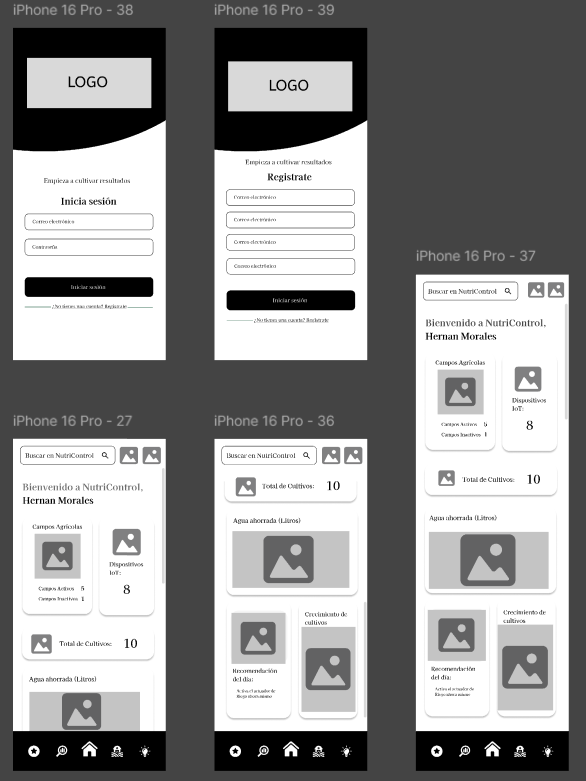 iPhone 16 Pro - 38
LOGO
Empieza a cultivar resultados
Inicia sesión
Correo electrónico
Contraseña
Iniciar sesión
¿No tienes una cuenta? Regístrate
iPhone 16 Pro - 39
LOGO
Empieza a cultivar resultados
Registrate
Correo electrónico
Correo electrónico
Correo electrónico
Correo electrónico
Iniciar sesión
¿No tienes una cuenta? Regístrate
iPhone 16 Pro - 37
Buscar en NutriControl
Bienvenido a NutriControl,
Hernan Morales
Campos Agrícolas
Campos Activos 5
Campos Inactivos 1
Dispositivos
IoT:
8
Total de Cultivos: 10
Agua ahorrada (Litros)
Recomendación
del día:
Activa el actuador de
Riego ahora mismo
Crecimiento de
cultivos
iPhone 16 Pro - 27
Buscar en NutriControl
Bienvenido a NutriControl,
Hernan Morales
Campos Agrícolas
Campos Activos 5
Campos Inactivos 1
Dispositivos
IoT:
8
Total de Cultivos: 10
Agua ahorrada (Litros)
iPhone 16 Pro - 36
Buscar en NutriControl
Total de Cultivos: 10
Agua ahorrada (Litros)
Recomendación
del día:
Activa el actuador de
Riego ahora mismo
Crecimiento de
cultivos